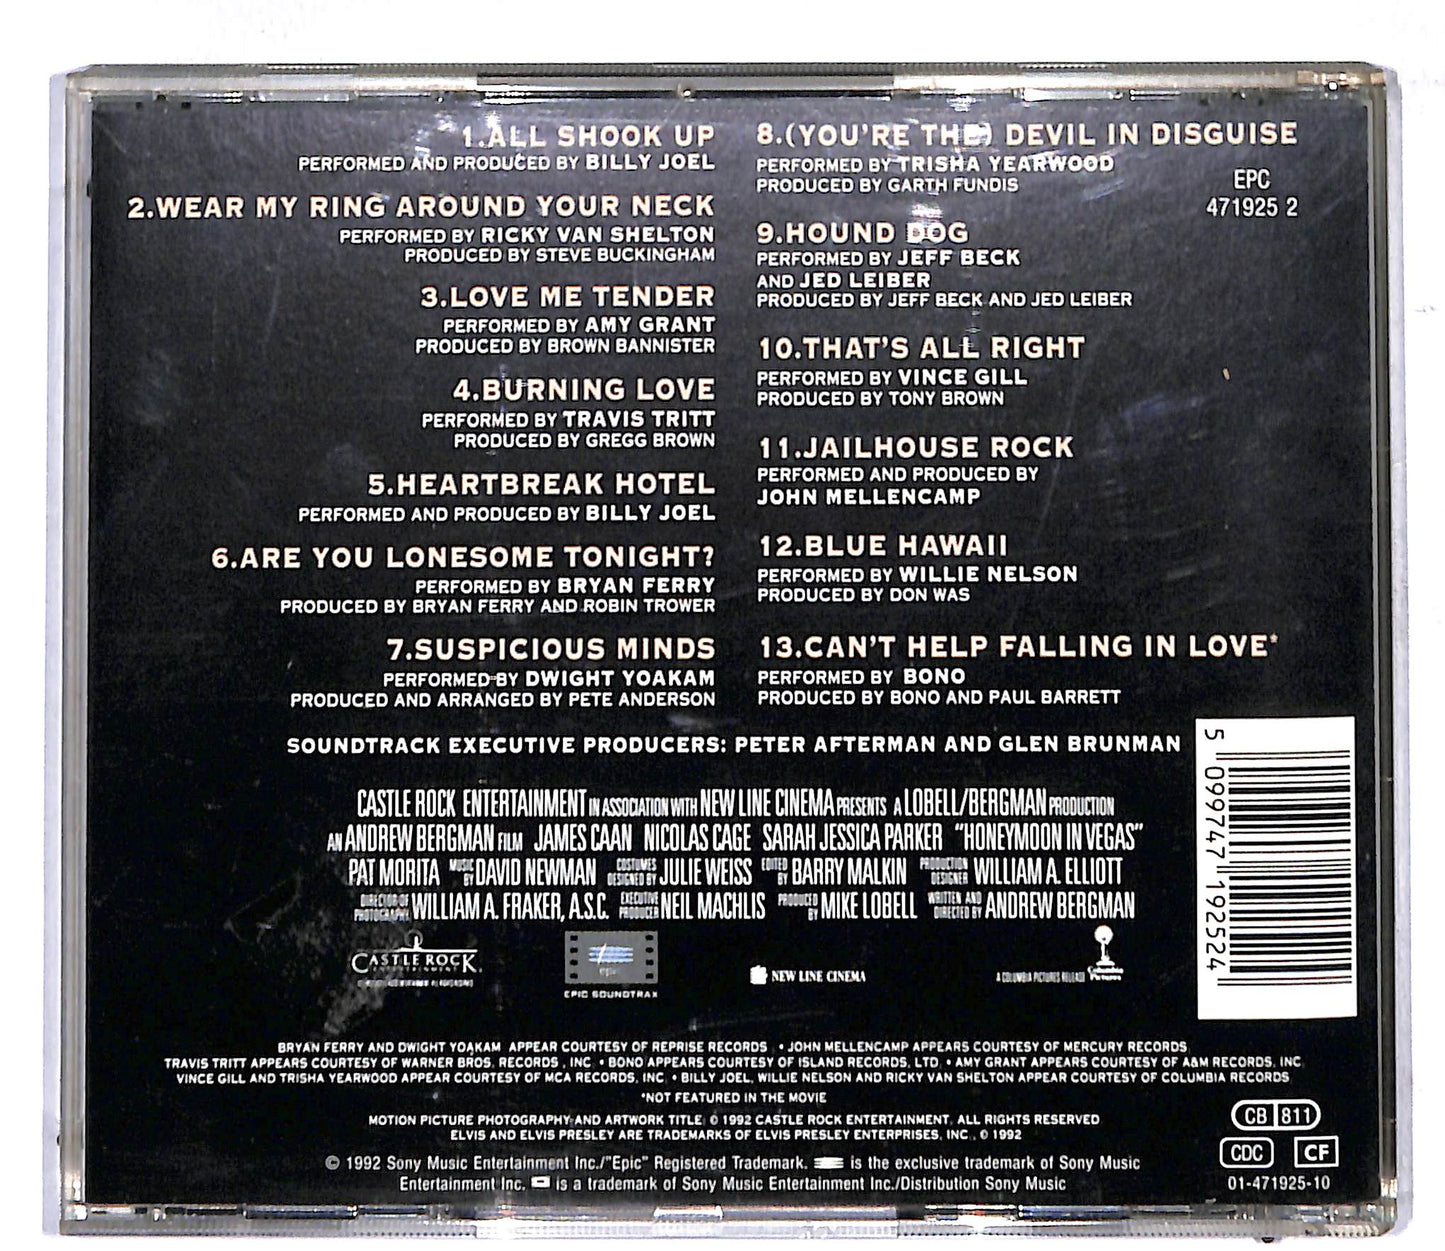 1.ALL SHOOK UP
PERFORMED AND PRODUCED BY BILLY JOEL
2.WEAR MY RING AROUND YOUR NECK
PERFORMED BY RICKY VAN SHELTON
PRODUCED BY STEVE BUCKINGHAM
3.LOVE ME TENDER
PERFORMED BY AMY GRANT
PRODUCED BY BROWN BANNISTER
4.BURNING LOVE
PERFORMED BY TRAVIS TRITT
PRODUCED BY GREGG BROWN
5.HEARTBREAK HOTEL
PERFORMED AND PRODUCED BY BILLY JOEL
6.ARE YOU LONESOME TONIGHT?
PERFORMED BY BRYAN FERRY
PRODUCED BY BRYAN FERRY AND ROBIN TROWER
7.SUSPICIOUS MINDS
PERFORMED BY DWIGHT YOAKAM
PRODUCED AND ARRANGED BY PETE ANDERSON
8.(YOU'RE THE) DEVIL IN DISGUISE
PERFORMED BY TRISHA YEARWOOD
PRODUCED BY GARTH FUNDIS
EPC
471925 2
9.HOUND DOG
PERFORMED BY JEFF BECK
AND JED LEIBER
PRODUCED BY JEFF BECK AND JED LEIBER
10.THAT'S ALL RIGHT
PERFORMED BY VINCE GILL
PRODUCED BY TONY BROWN
11.JAILHOUSE ROCK
PERFORMED AND PRODUCED BY
JOHN MELLENCAMP
12.BLUE HAWAII
PERFORMED BY WILLIE NELSON
PRODUCED BY DON WAS
13.CAN'T HELP FALLING IN LOVE*
PERFORMED BY BONO
PRODUCED BY BONO AND PAUL BARRETT
SOUNDTRACK EXECUTIVE PRODUCERS: PETER AFTERMAN AND GLEN BRUNMAN
CASTLE ROCK ENTERTAINMENT IN ASSOCIATION WITH NEW LINE CINEMA PRESENTS A LOBELL/BERGMAN PRODUCTION
AN ANDREW BERGMAN FILM JAMES CAAN NICOLAS CAGE SARAH JESSICA PARKER "HONEYMOON IN VEGAS"
PAT MORITA MUSIC BY DAVID NEWMAN COSTUMES DESIGNED BY JULIE WEISS EDITED BY BARRY MALKIN PRODUCTION DESIGNER WILLIAM A. ELLIOTT
DIRECTOR OF PHOTOGRAPHY WILLIAM A. FRAKER, A.S.C. EXECUTIVE PRODUCER NEIL MACHLIS PRODUCED BY MIKE LOBELL WRITTEN AND DIRECTED BY ANDREW BERGMAN
CASTLE ROCK
ENTERTAINMENT
epic
EPIC SOUNDTRAX
NEW LINE CINEMA
A COLUMBIA PICTURES RELEASE
Columbia
Pictures
5 099747 192524
BRYAN FERRY AND DWIGHT YOAKAM APPEAR COURTESY OF REPRISE RECORDS • JOHN MELLENCAMP APPEARS COURTESY OF MERCURY RECORDS
TRAVIS TRITT APPEARS COURTESY OF WARNER BROS. RECORDS, INC. • BONO APPEARS COURTESY OF ISLAND RECORDS, LTD. • AMY GRANT APPEARS COURTESY OF A&M RECORDS, INC.
VINCE GILL AND TRISHA YEARWOOD APPEAR COURTESY OF MCA RECORDS, INC. • BILLY JOEL, WILLIE NELSON AND RICKY VAN SHELTON APPEAR COURTESY OF COLUMBIA RECORDS
*NOT FEATURED IN THE MOVIE
MOTION PICTURE PHOTOGRAPHY AND ARTWORK TITLE © 1992 CASTLE ROCK ENTERTAINMENT. ALL RIGHTS RESERVED
ELVIS AND ELVIS PRESLEY ARE TRADEMARKS OF ELVIS PRESLEY ENTERPRISES, INC., © 1992
© 1992 Sony Music Entertainment Inc./"Epic" Registered Trademark. is the exclusive trademark of Sony Music
Entertainment Inc. is a trademark of Sony Music Entertainment Inc./Distribution Sony Music
CB 811
CDC CF
01-471925-10